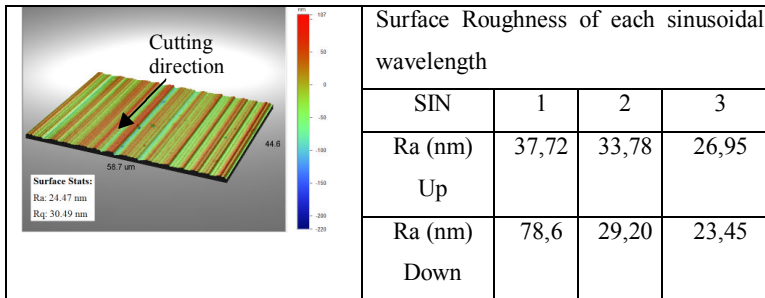 nm
107
50
0
-50
-100
-150
-200
-220
Cutting
direction
44.6
58.7 um
Surface Stats:
Ra: 24.47 nm
Rq: 30.49 nm
Surface Roughness of each sinusoidal
wavelength
SIN 1 2 3
Ra (nm) 37,72 33,78 26,95
Up
Ra (nm) 78,6 29,20 23,45
Down